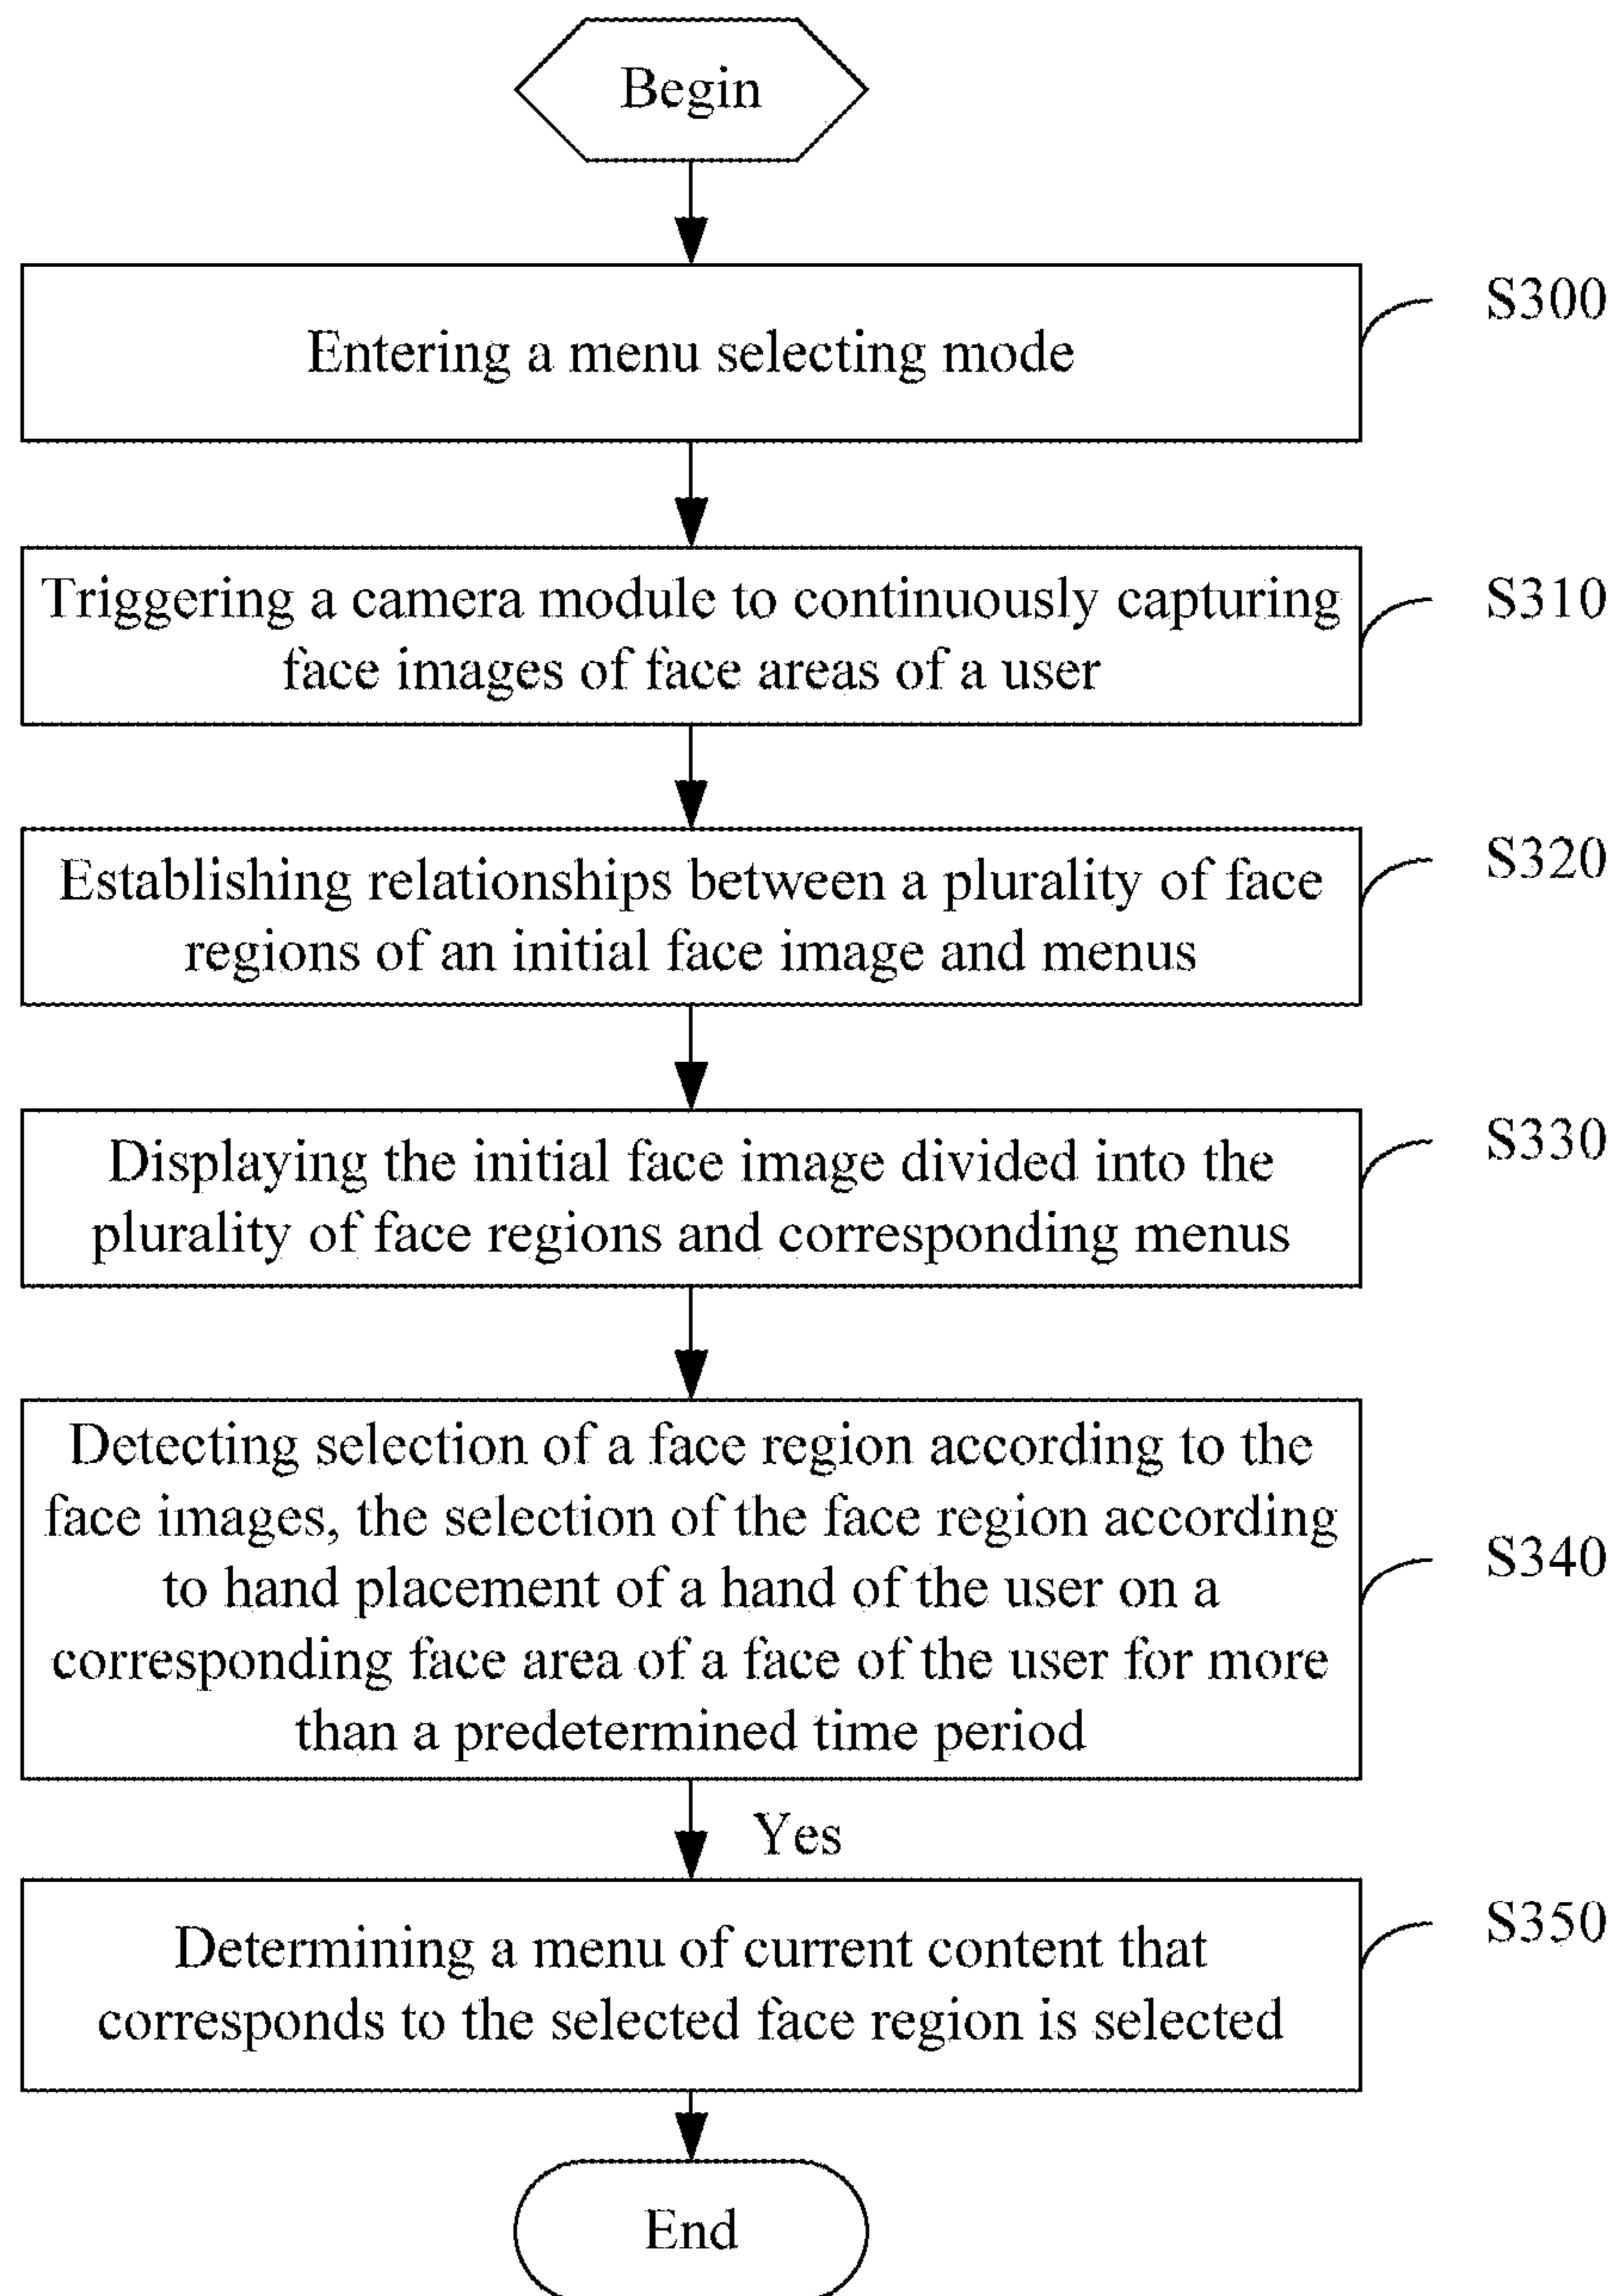 Begin
Entering a menu selecting mode
S300
Triggering a camera module to continuously capturing
face images of face areas of a user
S310
Establishing relationships between a plurality of face
regions of an initial face image and menus
S320
Displaying the initial face image divided into the
plurality of face regions and corresponding menus
S330
Detecting selection of a face region according to the
face images, the selection of the face region according
to hand placement of a hand of the user on a
corresponding face area of a face of the user for more
than a predetermined time period
S340
Yes
Determining a menu of current content that
corresponds to the selected face region is selected
S350
End